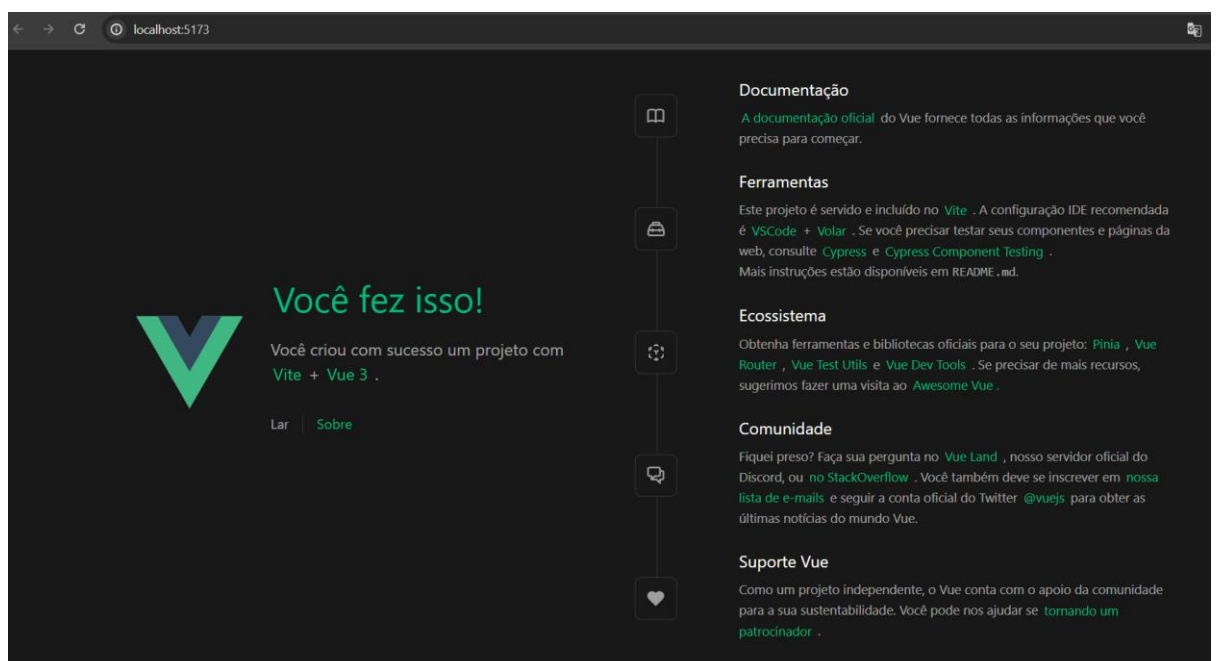 localhost:5173
Você fez isso!
Você criou com sucesso um projeto com
Vite + Vue 3 .
Lar Sobre
Documentação
A documentação oficial do Vue fornece todas as informações que você
precisa para começar.
Ferramentas
Este projeto é servido e incluído no Vite . A configuração IDE recomendada
é VSCode + Volar . Se você precisar testar seus componentes e páginas da
web, consulte Cypress e Cypress Component Testing .
Mais instruções estão disponíveis em README.md.
Ecossistema
Obtenha ferramentas e bibliotecas oficiais para o seu projeto: Pinia , Vue
Router , Vue Test Utils e Vue Dev Tools . Se precisar de mais recursos,
sugerimos fazer uma visita ao Awesome Vue .
Comunidade
Fiquei preso? Faça sua pergunta no Vue Land , nosso servidor oficial do
Discord, ou no StackOverflow . Você também deve se inscrever em nossa
lista de e-mails e seguir a conta oficial do Twitter @vuejs para obter as
últimas notícias do mundo Vue.
Suporte Vue
Como um projeto independente, o Vue conta com o apoio da comunidade
para a sua sustentabilidade. Você pode nos ajudar se tornando um
patrocinador .